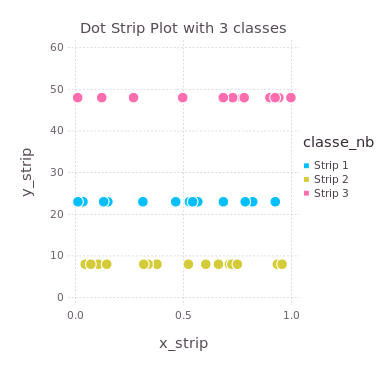 Dot Strip Plot with 3 classes
60
50
40
30
20
10
0
y_strip
0.0 0.5 1.0
x_strip
classe_nb
Strip 1
Strip 2
Strip 3